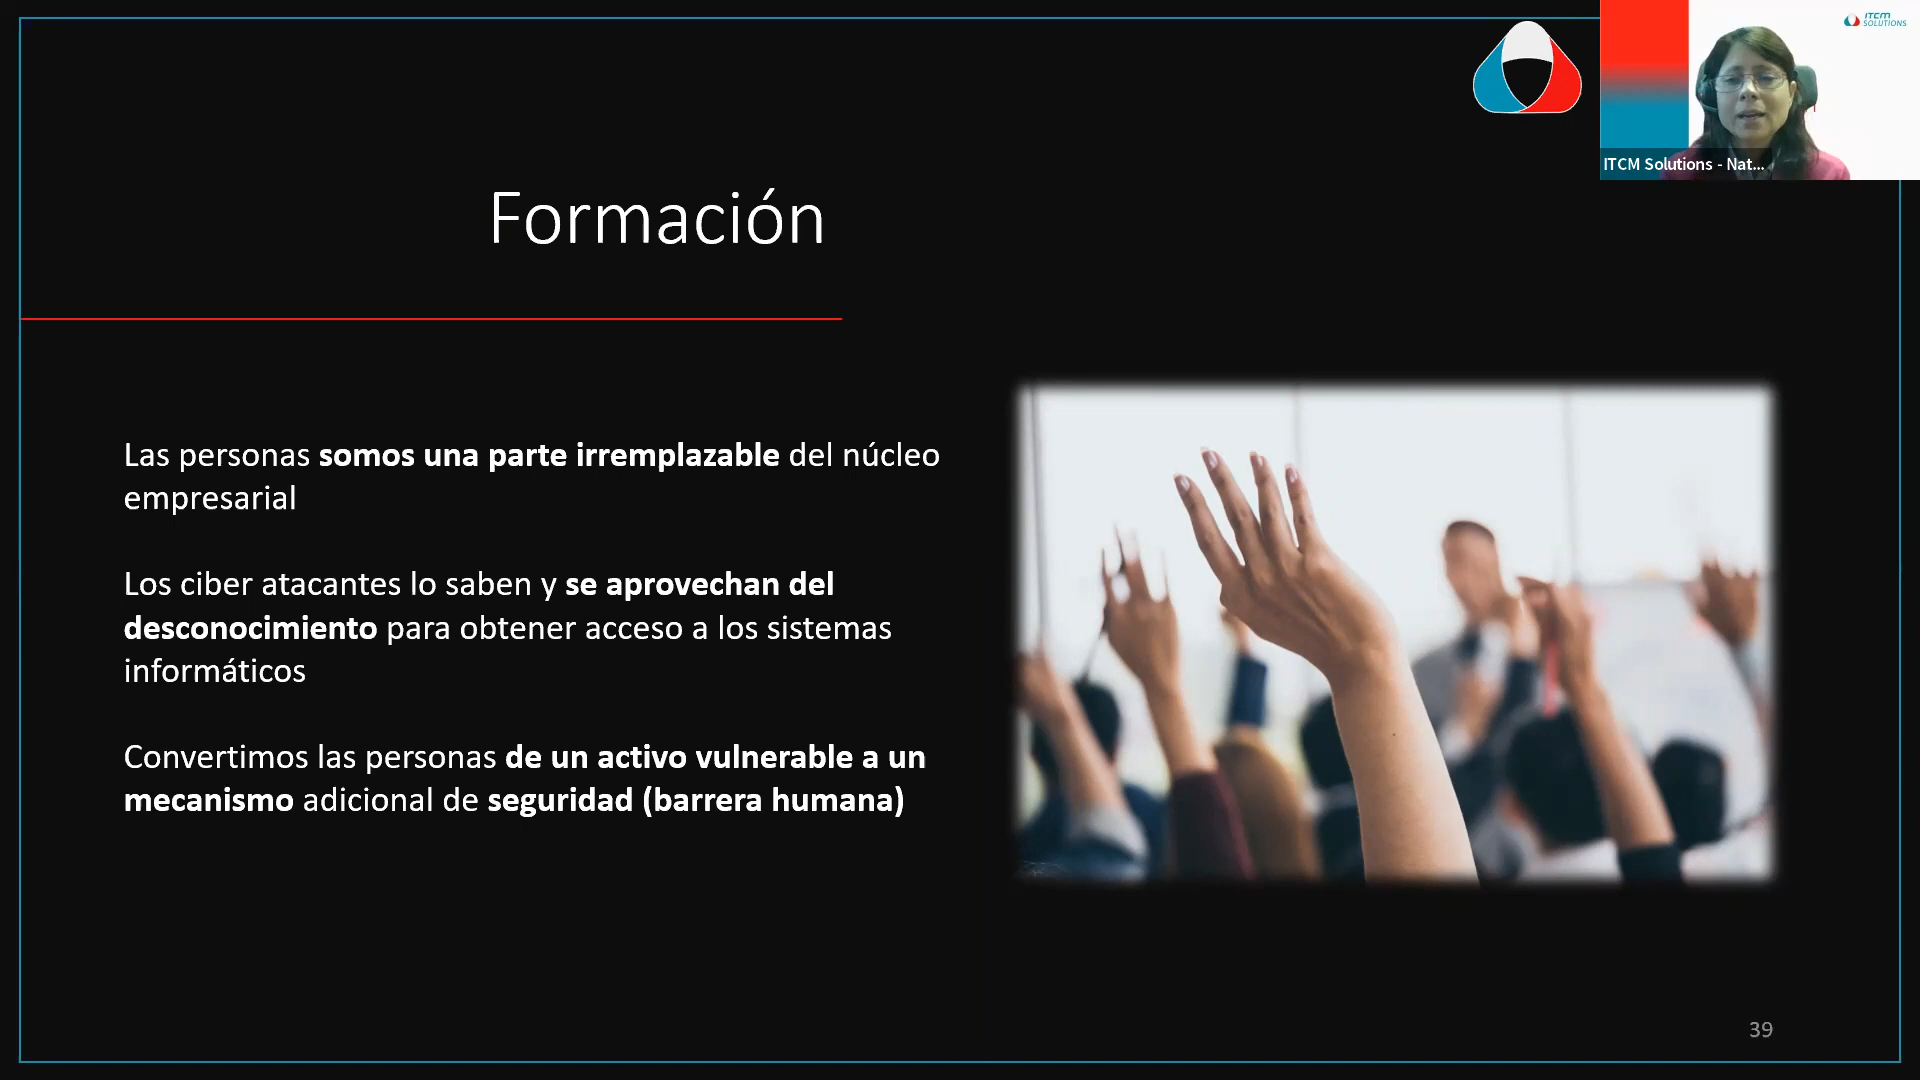 ITCM
SOLUTIONS
ITCM Solutions - Nat...
Formación
Las personas somos una parte irremplazable del núcleo
empresarial
Los ciber atacantes lo saben y se aprovechan del
desconocimiento para obtener acceso a los sistemas
informáticos
Convertimos las personas de un activo vulnerable a un
mecanismo adicional de seguridad (barrera humana)
39